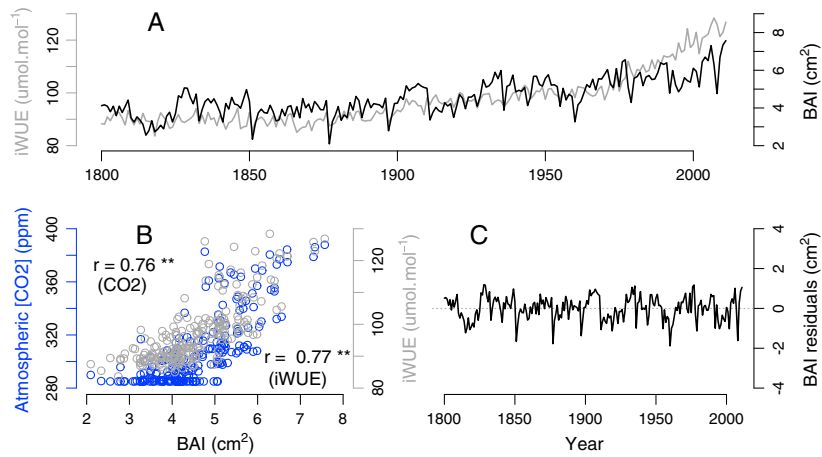 A
iWUE (umol.mol⁻¹)
80 100 120
BAI (cm²)
2 4 6 8
1800 1850 1900 1950 2000
B
Atmospheric [CO2] (ppm)
280 320 360 400
r = 0.76 **
(CO2)
r = 0.77 **
(iWUE)
80 100 130
iWUE (umol.mol⁻¹)
2 3 4 5 6 7 8
BAI (cm²)
C
BAI residuals (cm²)
-4 -2 0 2 4
1800 1850 1900 1950 2000
Year